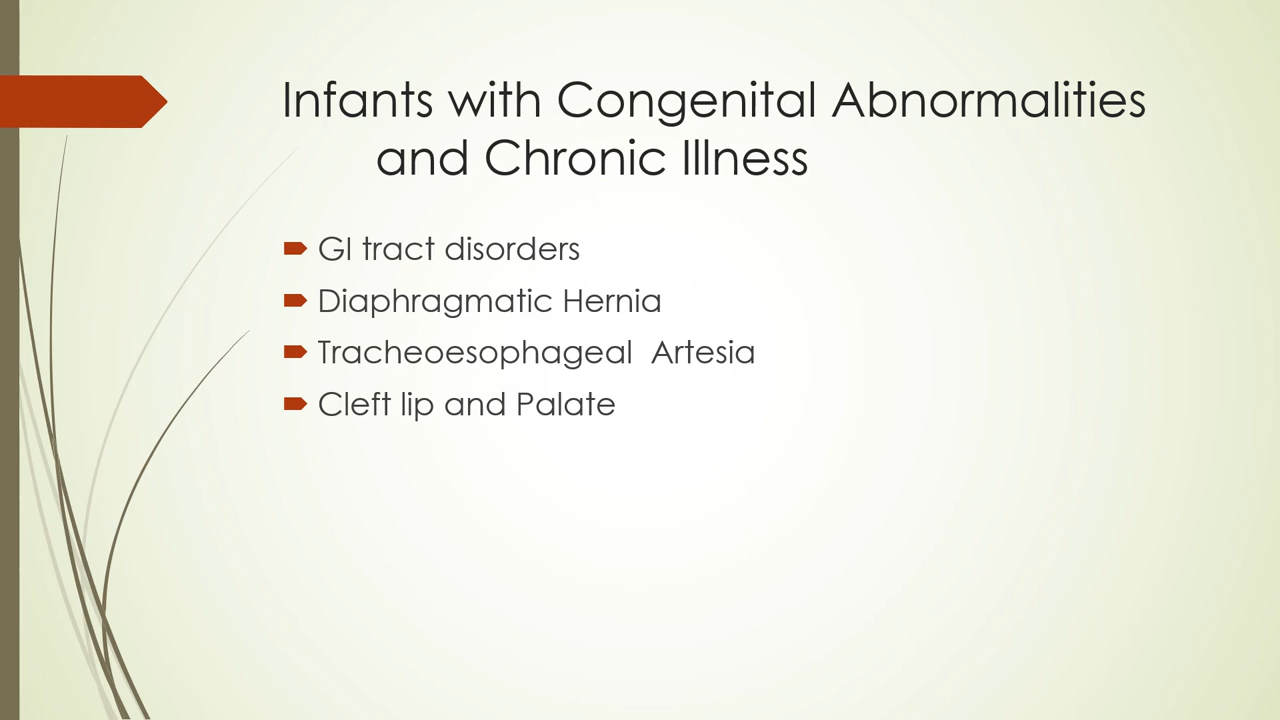 Infants with Congenital Abnormalities
and Chronic Illness
GI tract disorders
Diaphragmatic Hernia
Tracheoesophageal  Artesia
Cleft lip and Palate